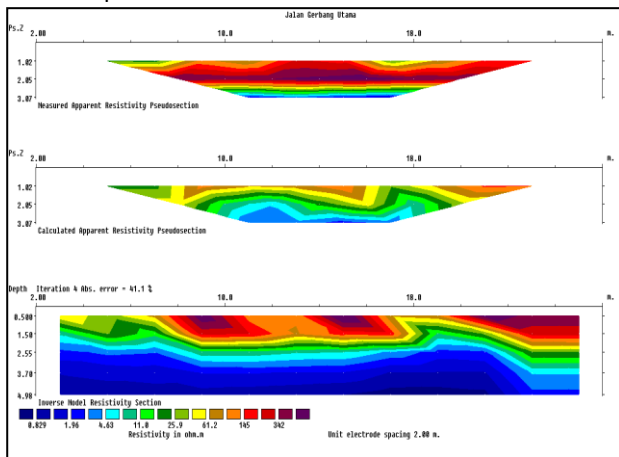 Jalan Gerbang Utama
Ps.Z 2.00 10.0 18.0 m.
1.02
2.05
3.07
Measured Apparent Resistivity Pseudosection
Ps.Z 2.00 10.0 18.0 m.
1.02
2.05
3.07
Calculated Apparent Resistivity Pseudosection
Depth Iteration 4 Abs. error = 41.1 %
2.00 10.0 18.0 m.
0.500
1.50
2.55
3.70
4.90
Inverse Model Resistivity Section
0.829 1.96 4.63 11.0 25.9 61.2 145 342
Resistivity in ohm.m Unit electrode spacing 2.00 m.